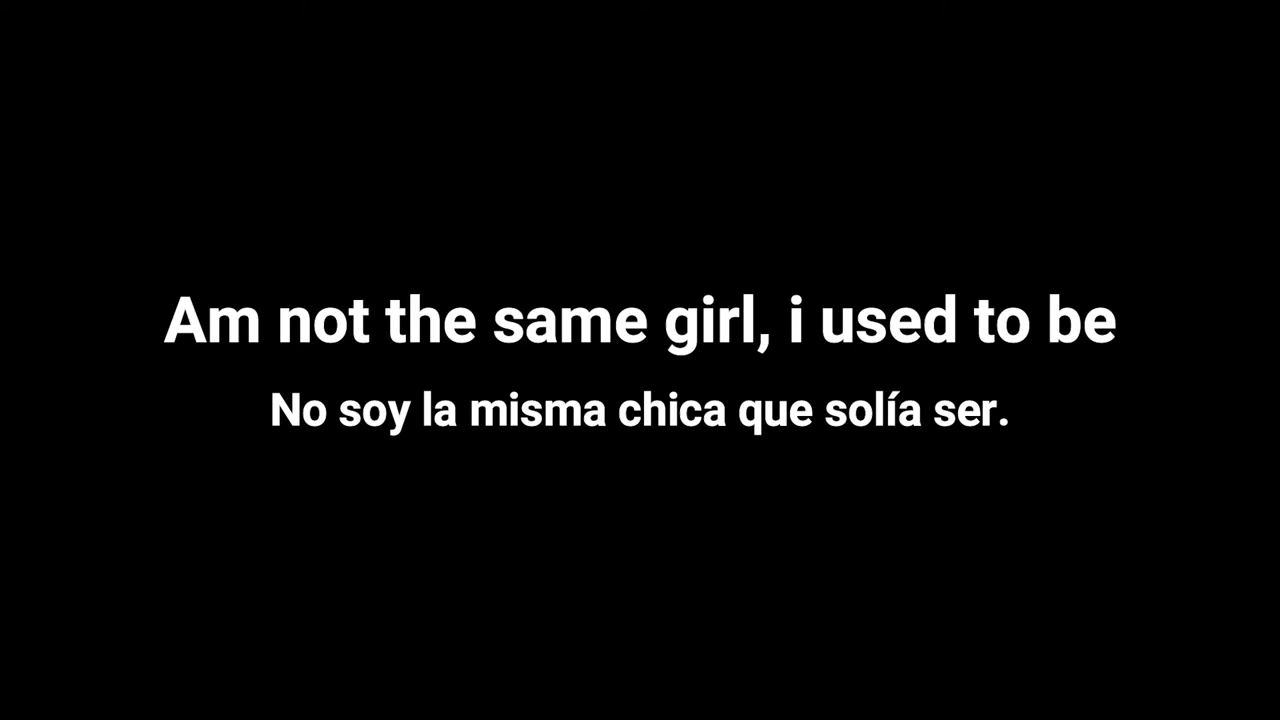 Am not the same girl, i used to be
No soy la misma chica que solía ser.